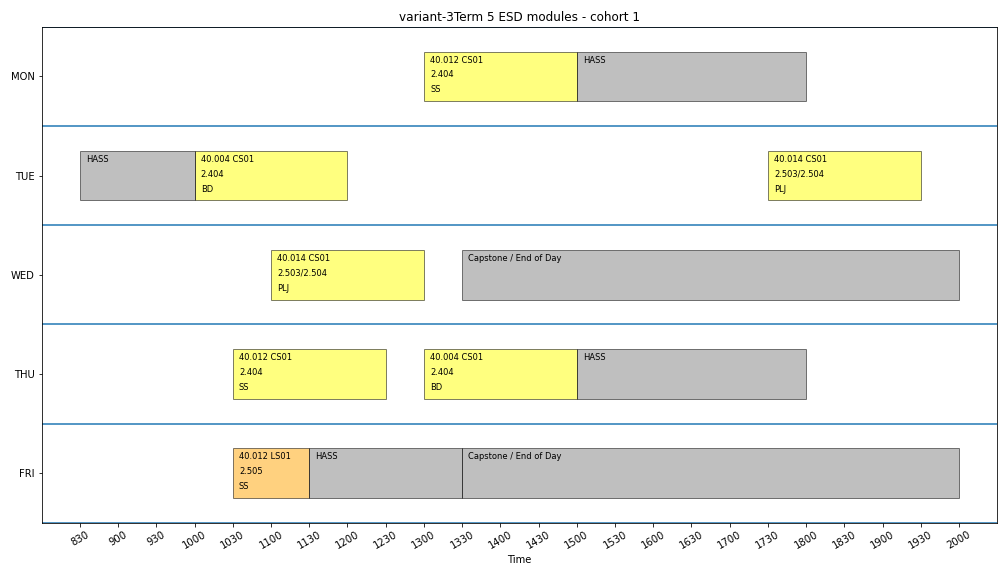 variant-3Term 5 ESD modules - cohort 1
MON
40.012 CS01
2.404
SS
HASS
TUE
HASS
40.004 CS01
2.404
BD
40.014 CS01
2.503/2.504
PLJ
WED
40.014 CS01
2.503/2.504
PLJ
Capstone / End of Day
THU
40.012 CS01
2.404
SS
40.004 CS01
2.404
BD
HASS
FRI
40.012 LS01
2.505
SS
HASS
Capstone / End of Day
830 900 930 1000 1030 1100 1130 1200 1230 1300 1330 1400 1430 1500 1600 1630 1700 1730 1800 1830 1900 1930 2000
Time